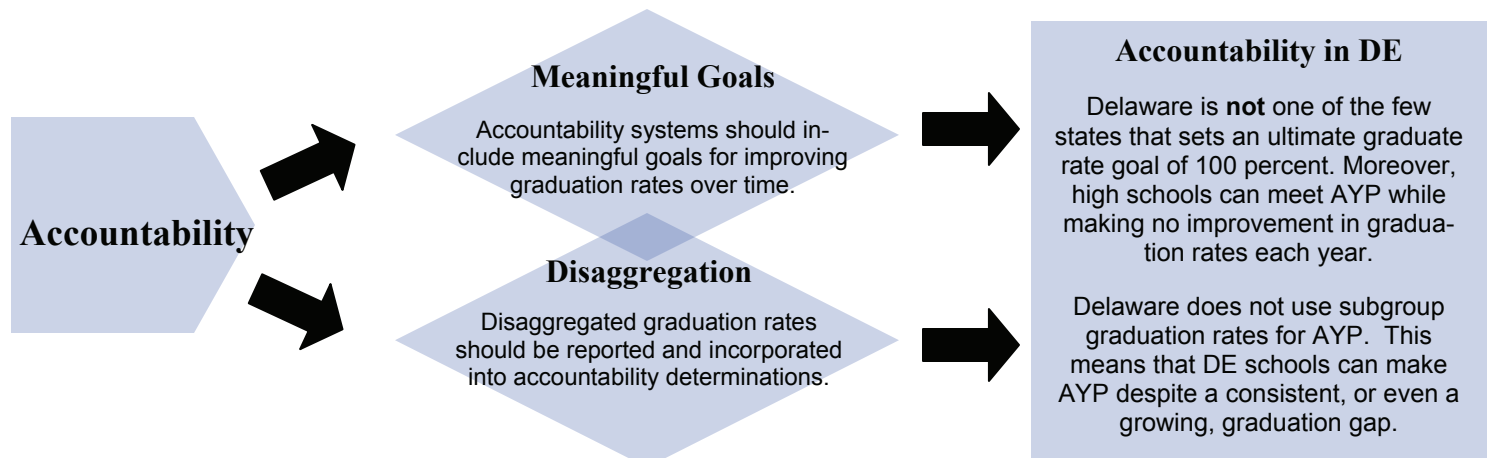 Accountability
Meaningful Goals
Accountability systems should in-
clude meaningful goals for improving
graduation rates over time.
Disaggregation
Disaggregated graduation rates
should be reported and incorporated
into accountability determinations.
Accountability in DE
Delaware is not one of the few
states that sets an ultimate graduate
rate goal of 100 percent. Moreover,
high schools can meet AYP while
making no improvement in gradua-
tion rates each year.
Delaware does not use subgroup
graduation rates for AYP.  This
means that DE schools can make
AYP despite a consistent, or even a
growing, graduation gap.